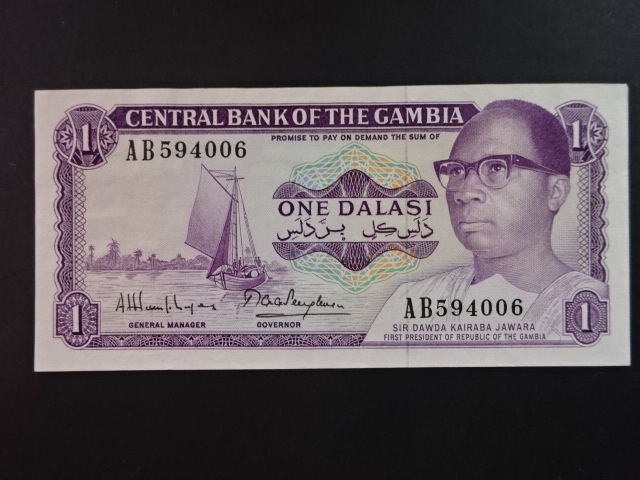 CENTRAL BANK OF THE GAMBIA
1 1
PROMISE TO PAY ON DEMAND THE SUM OF
AB594006
ONE DALASI
AB594006
1 1
GENERAL MANAGER GOVERNOR
SIR DAWDA KAIRABA JAWARA
FIRST PRESIDENT OF REPUBLIC OF THE GAMBIA